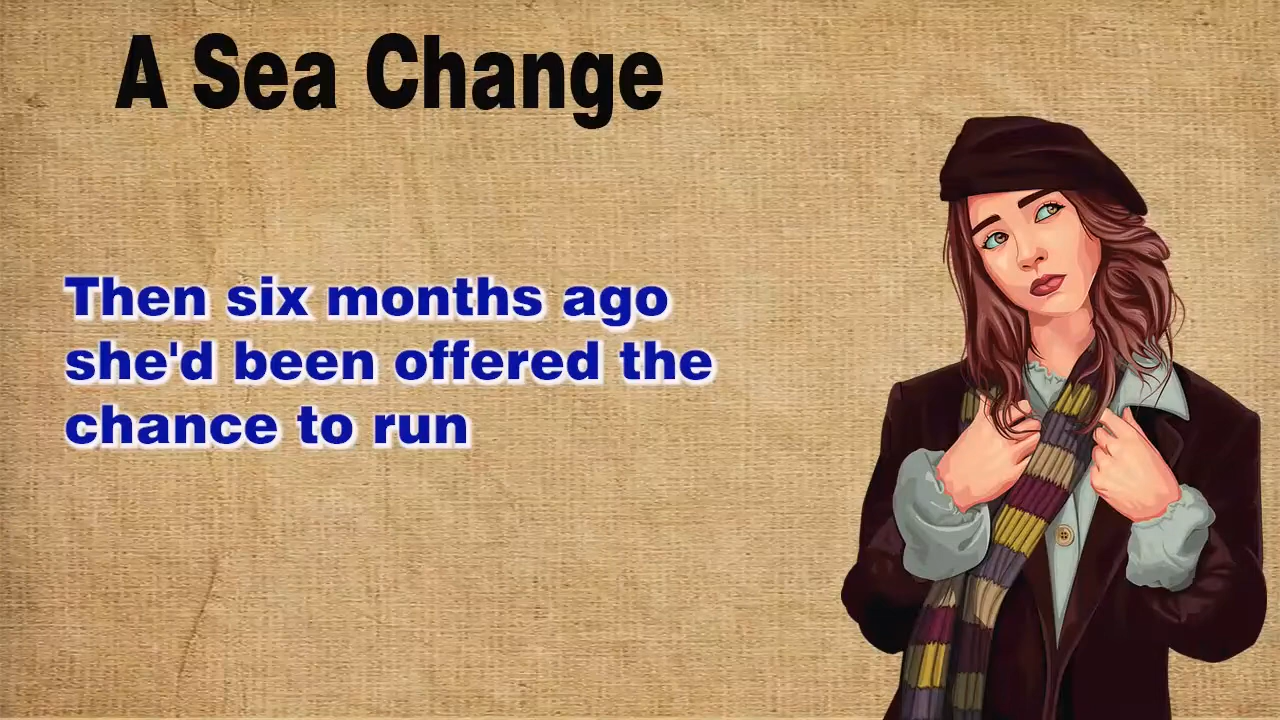 A Sea Change
Then six months ago
she'd been offered the
chance to run